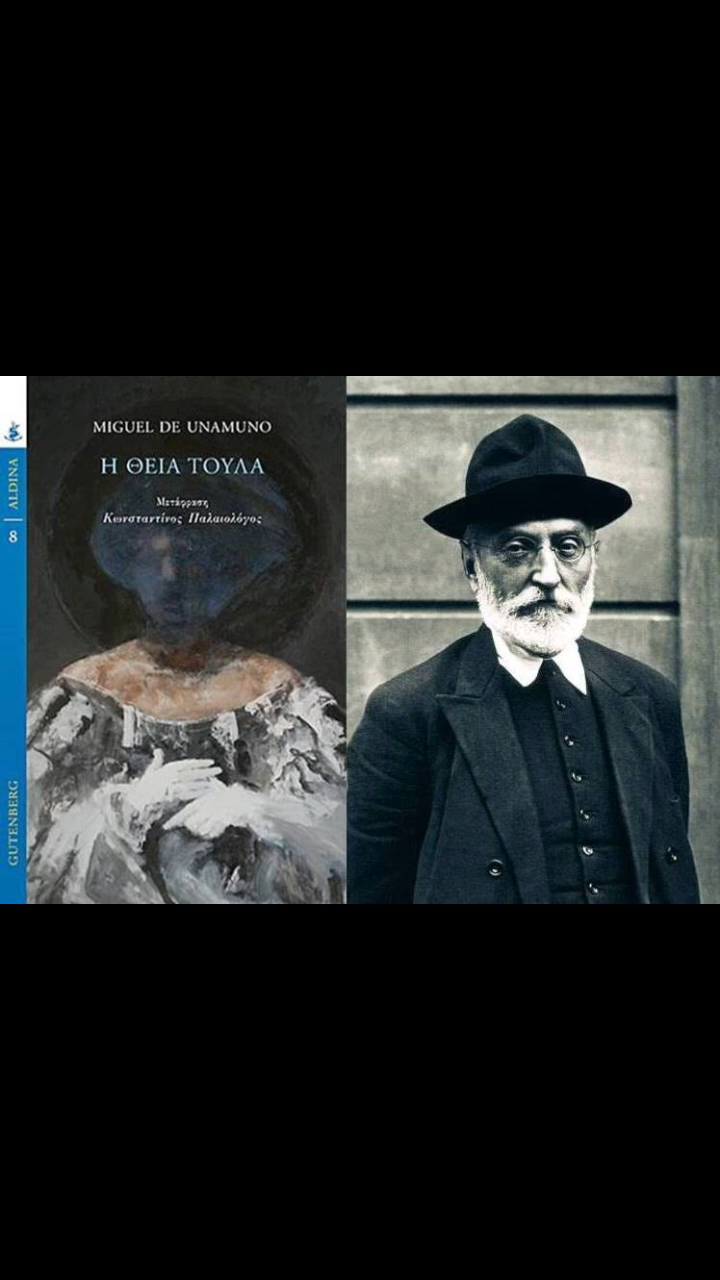 MIGUEL DE UNAMUNO
Η ΘΕΙΑ ΤΟΥΛΑ
Μετάφραση
Κωνσταντίνος Παλαιολόγος
ALDINA
8
GUTENBERG